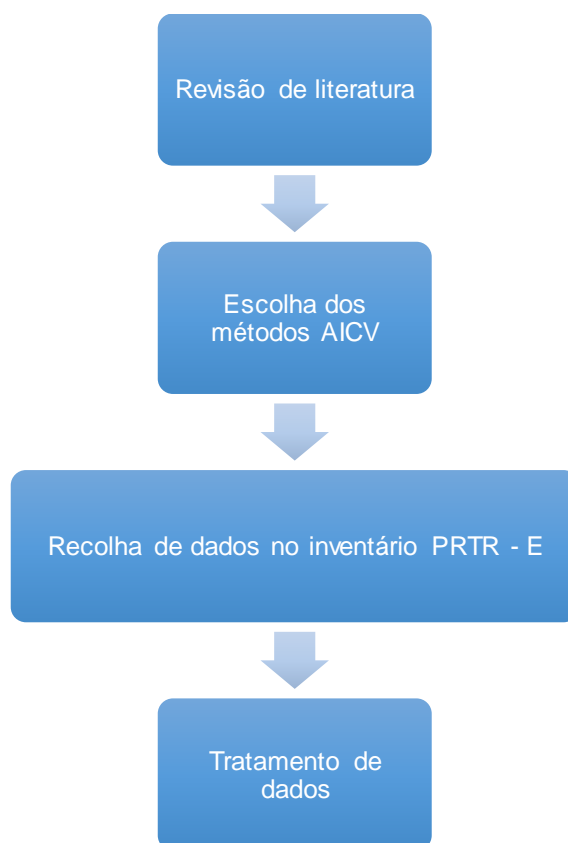 Revisão de literatura
Escolha dos
métodos AICV
Recolha de dados no inventário PRTR - E
Tratamento de
dados